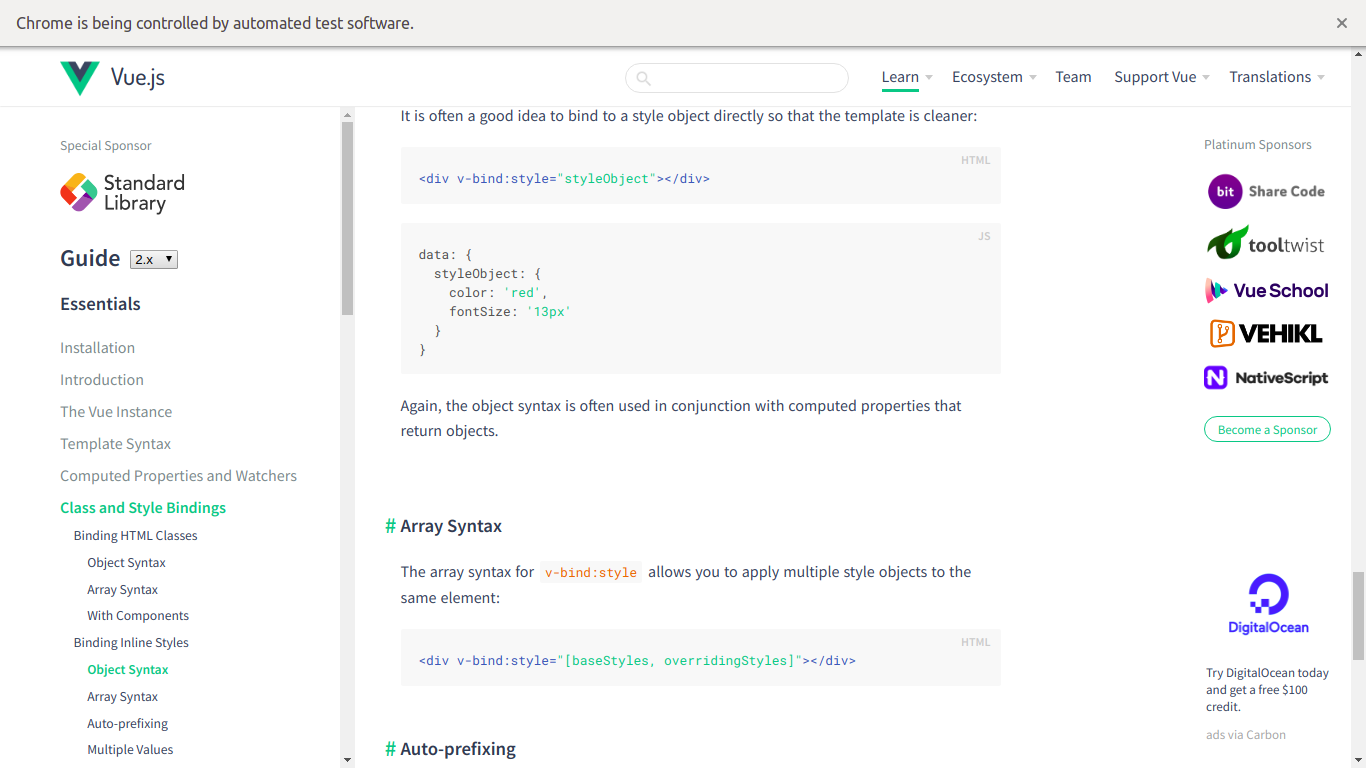 Chrome is being controlled by automated test software.
Vue.js
Learn
Ecosystem
Team
Support Vue
Translations
Special Sponsor
Standard
Library
Guide
2.x
Essentials
Installation
Introduction
The Vue Instance
Template Syntax
Computed Properties and Watchers
Class and Style Bindings
Binding HTML Classes
Object Syntax
Array Syntax
With Components
Binding Inline Styles
Object Syntax
Array Syntax
Auto-prefixing
Multiple Values
It is often a good idea to bind to a style object directly so that the template is cleaner:
HTML
<div v-bind:style="styleObject"></div>
JS
data: {
  styleObject: {
    color: 'red',
    fontSize: '13px'
  }
}
Again, the object syntax is often used in conjunction with computed properties that
return objects.
# Array Syntax
The array syntax for v-bind:style allows you to apply multiple style objects to the
same element:
HTML
<div v-bind:style="[baseStyles, overridingStyles]"></div>
# Auto-prefixing
Platinum Sponsors
bit Share Code
tooltwist
Vue School
VEHIKL
N NativeScript
Become a Sponsor
DigitalOcean
Try DigitalOcean today
and get a free $100
credit.
ads via Carbon